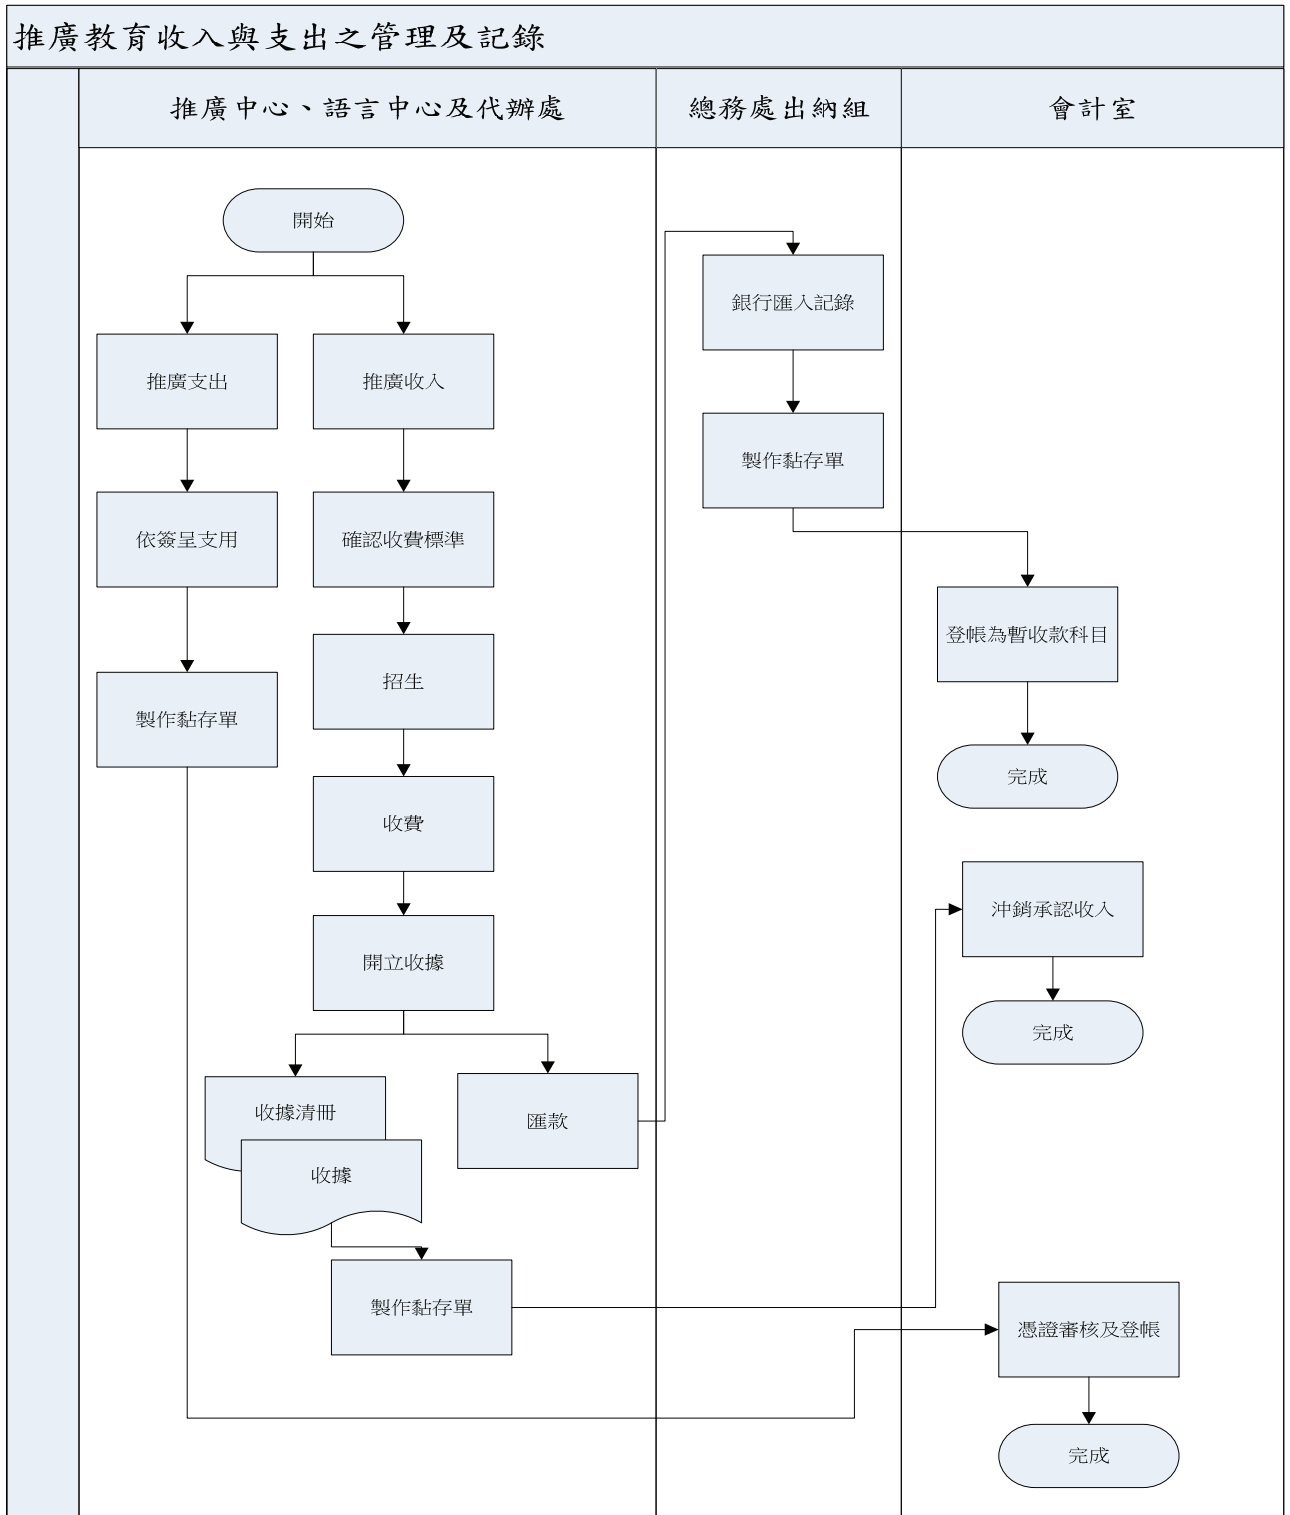 推廣教育收入與支出之管理及記錄
推廣中心、語言中心及代辦處
總務處出納組
會計室
開始
推廣支出
推廣收入
依簽呈支用
確認收費標準
製作黏存單
招生
收費
開立收據
收據清冊
收據
匯款
製作黏存單
銀行匯入記錄
製作黏存單
登帳為暫收款科目
完成
沖銷承認收入
完成
憑證審核及登帳
完成